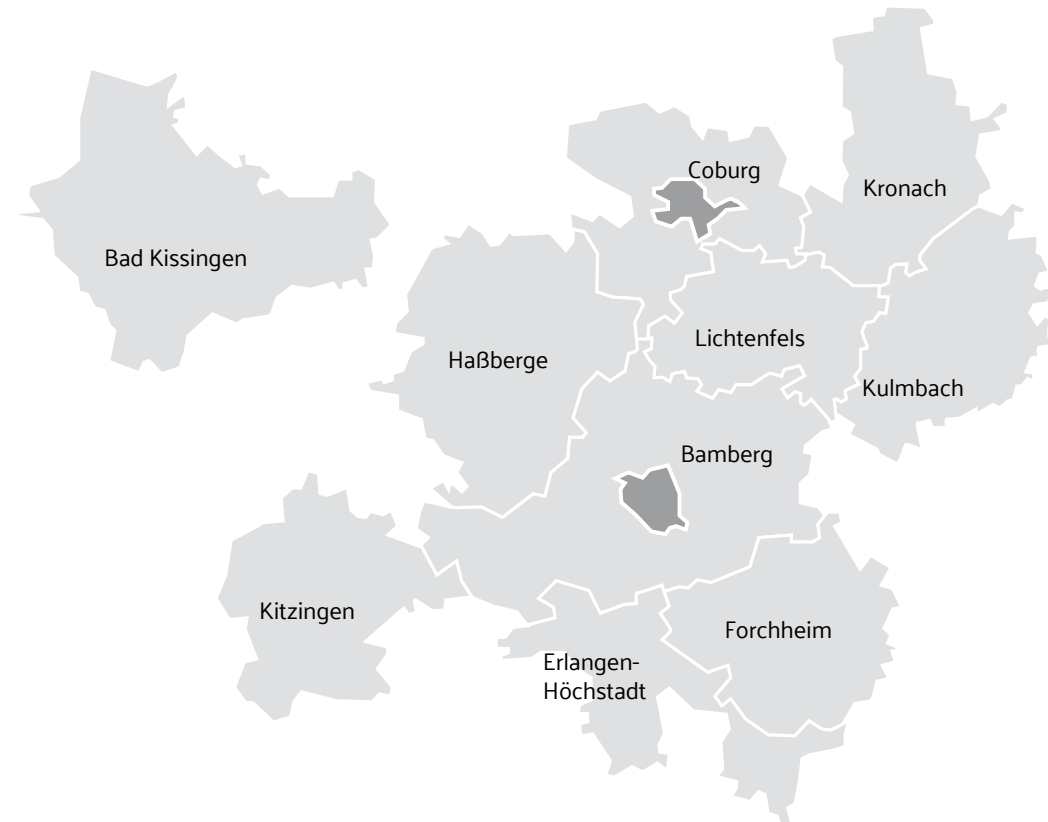 Coburg
Kronach
Bad Kissingen
Lichtenfels
Haßberge
Kulmbach
Bamberg
Kitzingen
Forchheim
Erlangen-
Höchstadt